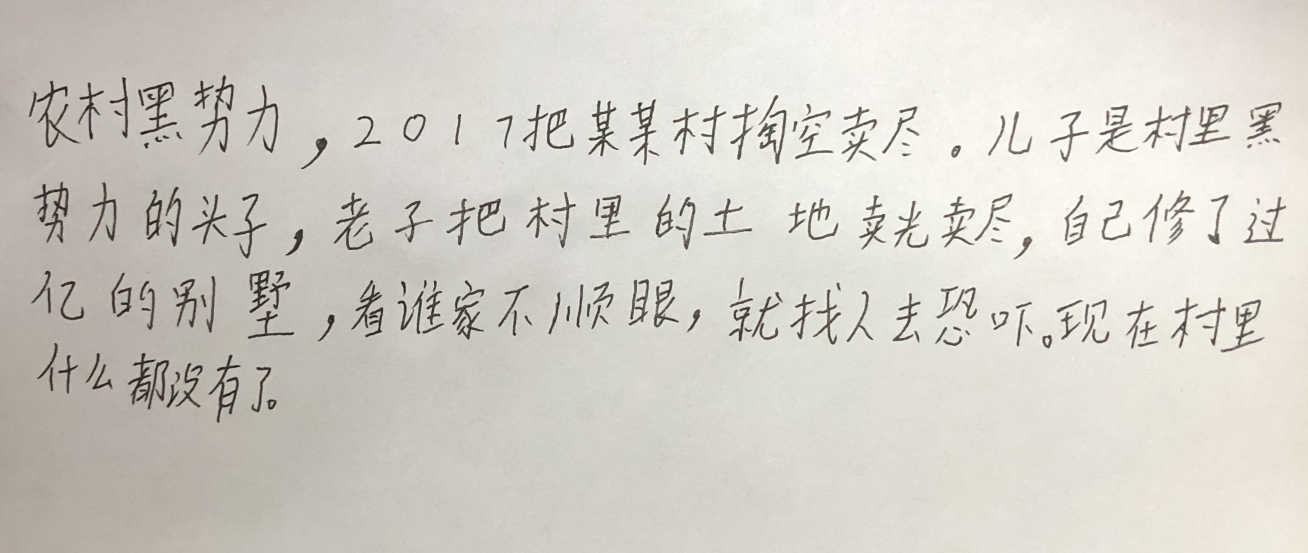 农村黑势力，2017把某某村掏空卖尽。儿子是村里黑
势力的头子，老子把村里的土地卖光卖尽，自己修了过
亿的别墅，看谁家不顺眼，就找人去恐吓。现在村里
什么都没有了。